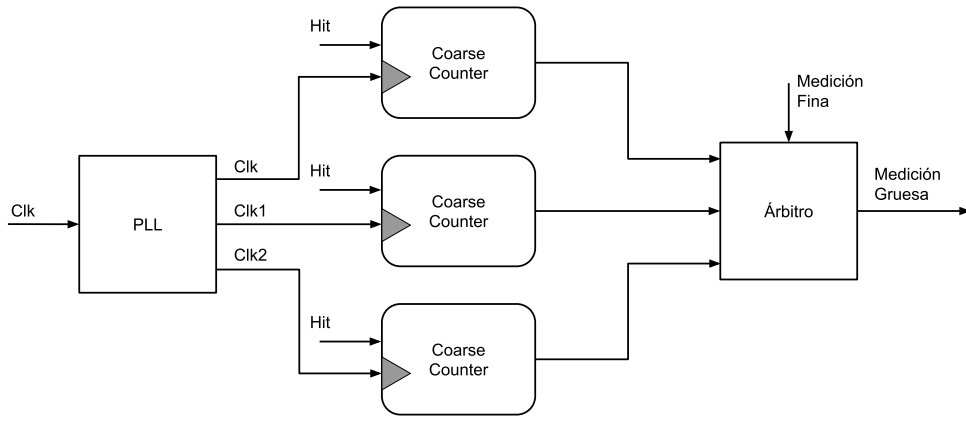 Hit
Coarse
Counter
Medición
Fina
Clk
Hit
Medición
Gruesa
Clk
PLL
Clk1
Coarse
Counter
Árbitro
Clk2
Hit
Coarse
Counter